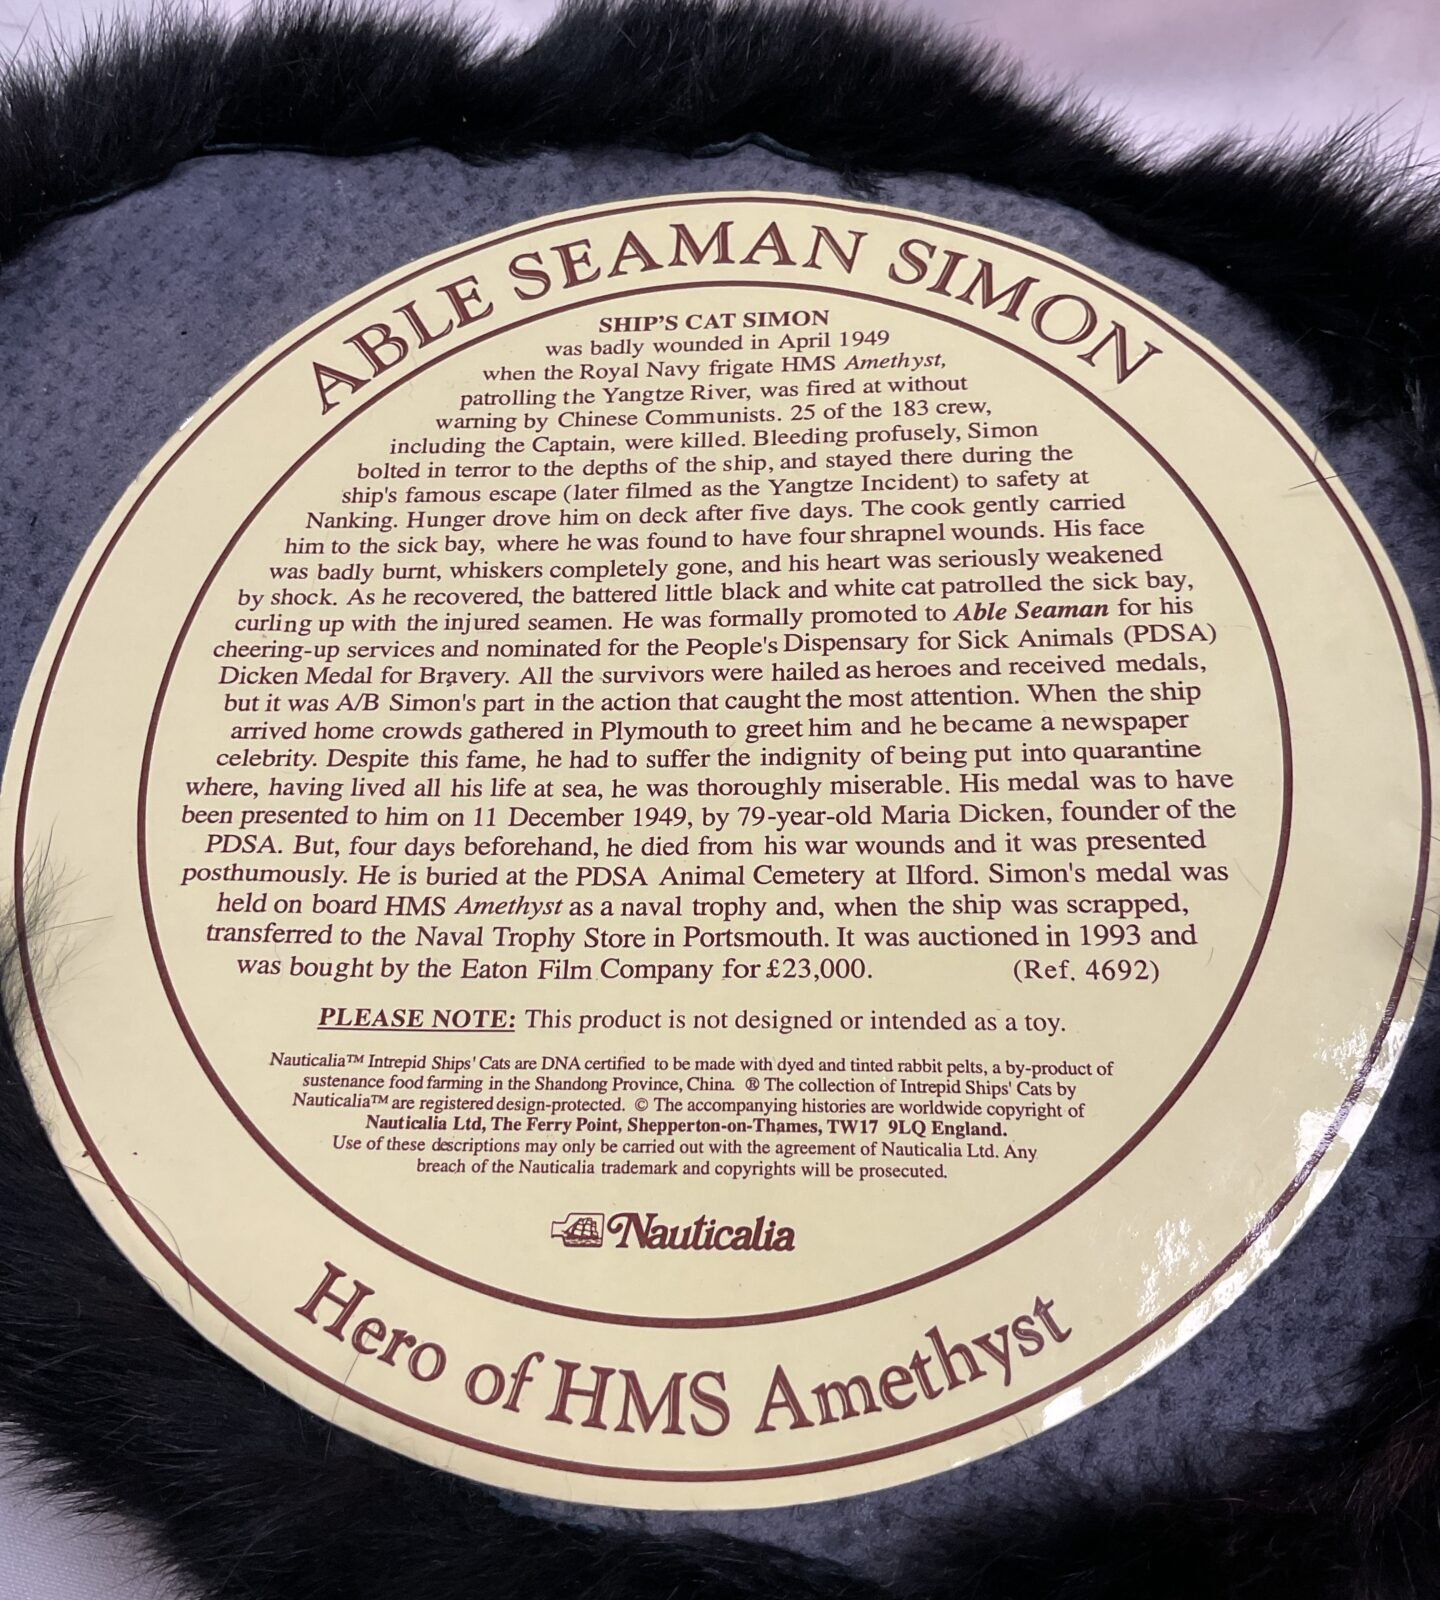 ABLE SEAMAN SIMON
SHIP'S CAT SIMON
was badly wounded in April 1949
when the Royal Navy frigate HMS Amethyst,
patrolling the Yangtze River, was fired at without
warning by Chinese Communists. 25 of the 183 crew,
including the Captain, were killed. Bleeding profusely, Simon
bolted in terror to the depths of the ship, and stayed there during the
ship's famous escape (later filmed as the Yangtze Incident) to safety at
Nanking. Hunger drove him on deck after five days. The cook gently carried
him to the sick bay, where he was found to have four shrapnel wounds. His face
was badly burnt, whiskers completely gone, and his heart was seriously weakened
by shock. As he recovered, the battered little black and white cat patrolled the sick bay,
curling up with the injured seamen. He was formally promoted to Able Seaman for his
cheering-up services and nominated for the People's Dispensary for Sick Animals (PDSA)
Dicken Medal for Bravery. All the survivors were hailed as heroes and received medals,
but it was A/B Simon's part in the action that caught the most attention. When the ship
arrived home crowds gathered in Plymouth to greet him and he became a newspaper
celebrity. Despite this fame, he had to suffer the indignity of being put into quarantine
where, having lived all his life at sea, he was thoroughly miserable. His medal was to have
been presented to him on 11 December 1949, by 79-year-old Maria Dicken, founder of the
PDSA. But, four days beforehand, he died from his war wounds and it was presented
posthumously. He is buried at the PDSA Animal Cemetery at Ilford. Simon's medal was
held on board HMS Amethyst as a naval trophy and, when the ship was scrapped,
transferred to the Naval Trophy Store in Portsmouth. It was auctioned in 1993 and
was bought by the Eaton Film Company for £23,000. (Ref. 4692)
PLEASE NOTE: This product is not designed or intended as a toy.
Nauticalia™ Intrepid Ships' Cats are DNA certified to be made with dyed and tinted rabbit pelts, a by-product of
sustenance food farming in the Shandong Province, China. ® The collection of Intrepid Ships' Cats by
Nauticalia™ are registered design-protected. © The accompanying histories are worldwide copyright of
Nauticalia Ltd, The Ferry Point, Shepperton-on-Thames, TW17 9LQ England.
Use of these descriptions may only be carried out with the agreement of Nauticalia Ltd. Any
breach of the Nauticalia trademark and copyrights will be prosecuted.
Nauticalia
Hero of HMS Amethyst